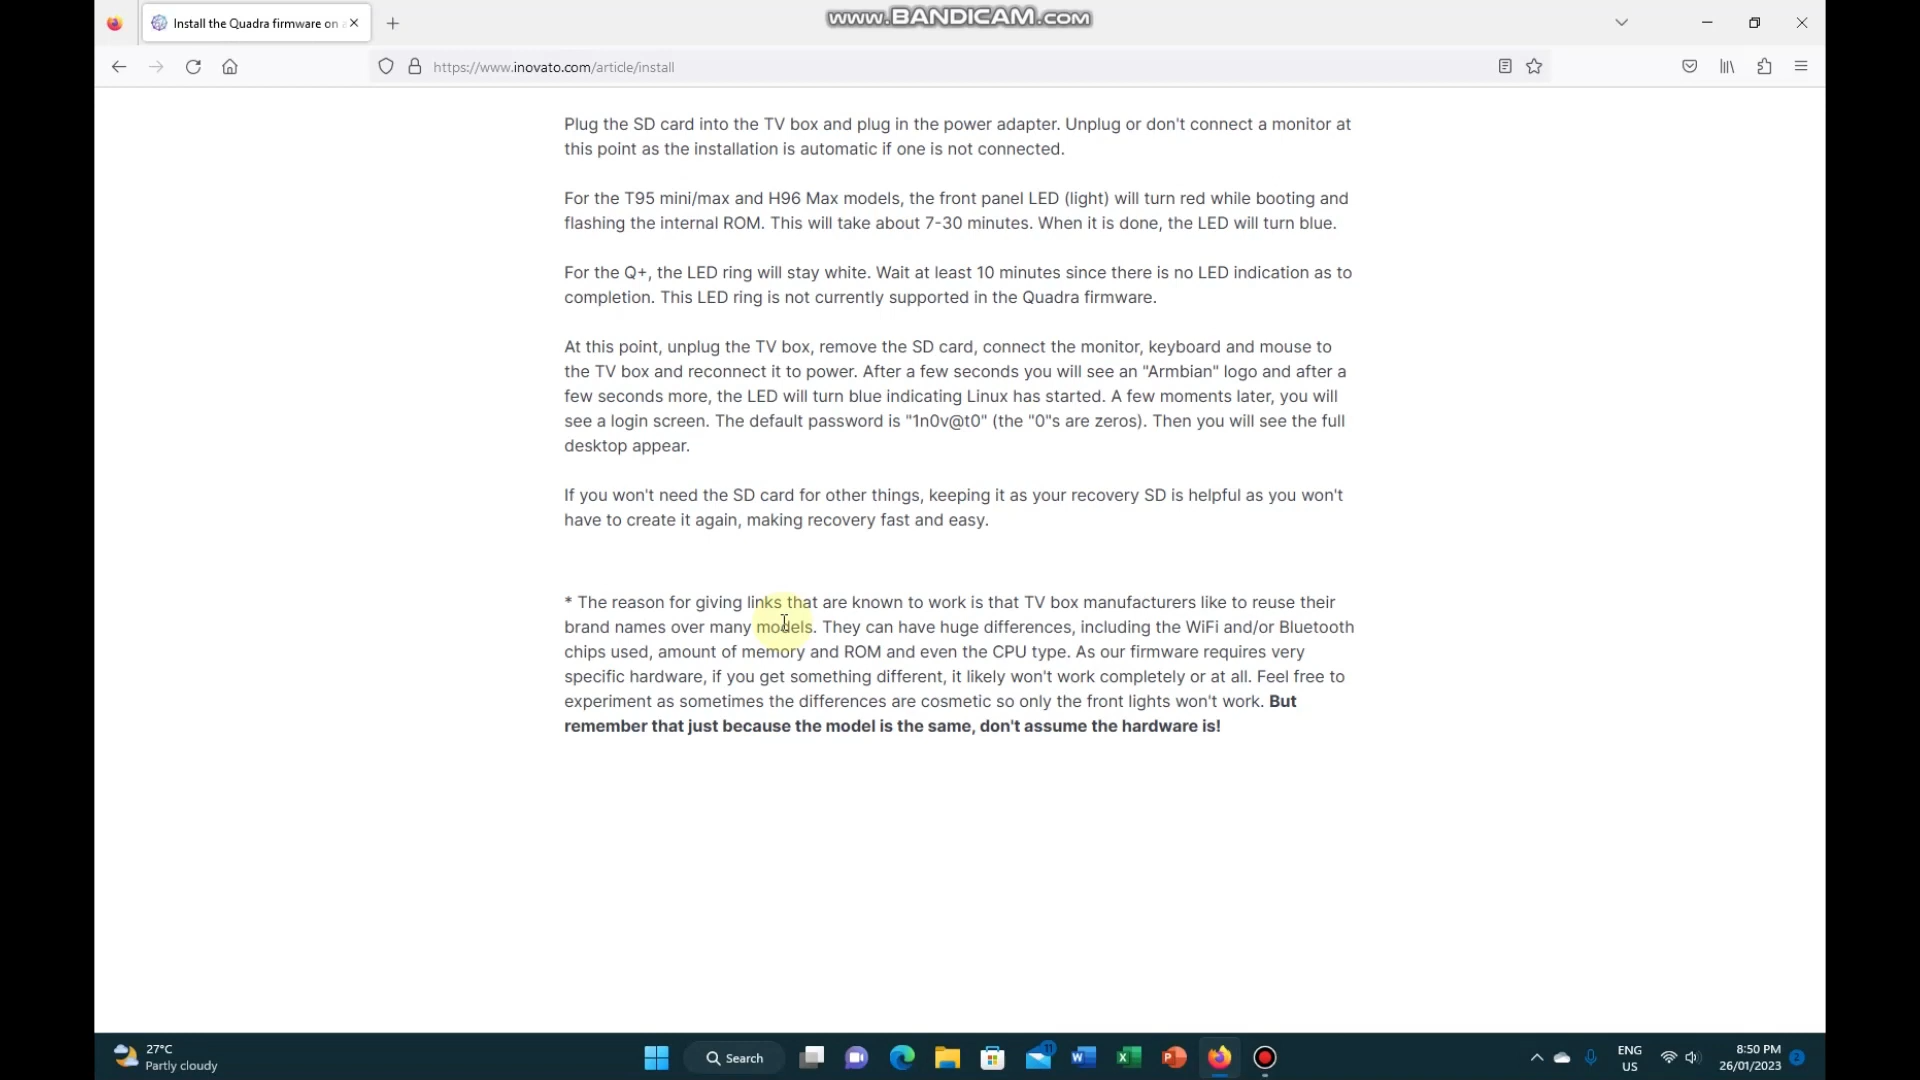 Install the Quadra firmware on a
www.BANDICAM.com
https://www.inovato.com/article/install
Plug the SD card into the TV box and plug in the power adapter. Unplug or don't connect a monitor at
this point as the installation is automatic if one is not connected.
For the T95 mini/max and H96 Max models, the front panel LED (light) will turn red while booting and
flashing the internal ROM. This will take about 7-30 minutes. When it is done, the LED will turn blue.
For the Q+, the LED ring will stay white. Wait at least 10 minutes since there is no LED indication as to
completion. This LED ring is not currently supported in the Quadra firmware.
At this point, unplug the TV box, remove the SD card, connect the monitor, keyboard and mouse to
the TV box and reconnect it to power. After a few seconds you will see an "Armbian" logo and after a
few seconds more, the LED will turn blue indicating Linux has started. A few moments later, you will
see a login screen. The default password is "1n0v@t0" (the "0"s are zeros). Then you will see the full
desktop appear.
If you won't need the SD card for other things, keeping it as your recovery SD is helpful as you won't
have to create it again, making recovery fast and easy.
* The reason for giving links that are known to work is that TV box manufacturers like to reuse their
brand names over many models. They can have huge differences, including the WiFi and/or Bluetooth
chips used, amount of memory and ROM and even the CPU type. As our firmware requires very
specific hardware, if you get something different, it likely won't work completely or at all. Feel free to
experiment as sometimes the differences are cosmetic so only the front lights won't work. But
remember that just because the model is the same, don't assume the hardware is!
27°C
Partly cloudy
Search
ENG
US
8:50 PM
26/01/2023
2